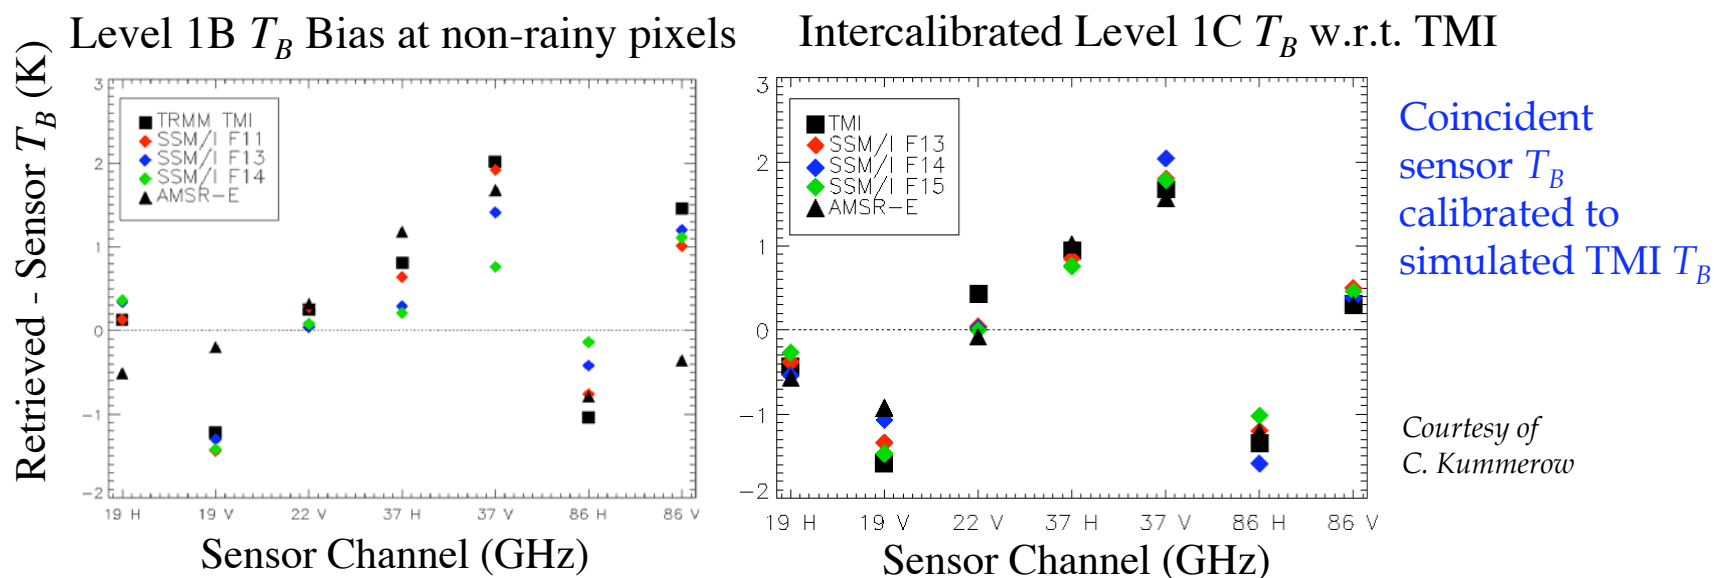 Level 1B T_B Bias at non-rainy pixels
Retrieved - Sensor T_B (K)
3
2
1
0
−1
−2
TRMM TMI
SSM/I F11
SSM/I F13
SSM/I F14
AMSR−E
19 H 19 V 22 V 37 H 37 V 86 H 86 V
Sensor Channel (GHz)
Intercalibrated Level 1C T_B w.r.t. TMI
3
2
1
0
−1
−2
TMI
SSM/I F13
SSM/I F14
SSM/I F15
AMSR−E
19 H 19 V 22 V 37 H 37 V 86 H 86 V
Sensor Channel (GHz)
Coincident
sensor T_B
calibrated to
simulated TMI T_B
Courtesy of
C. Kummerow